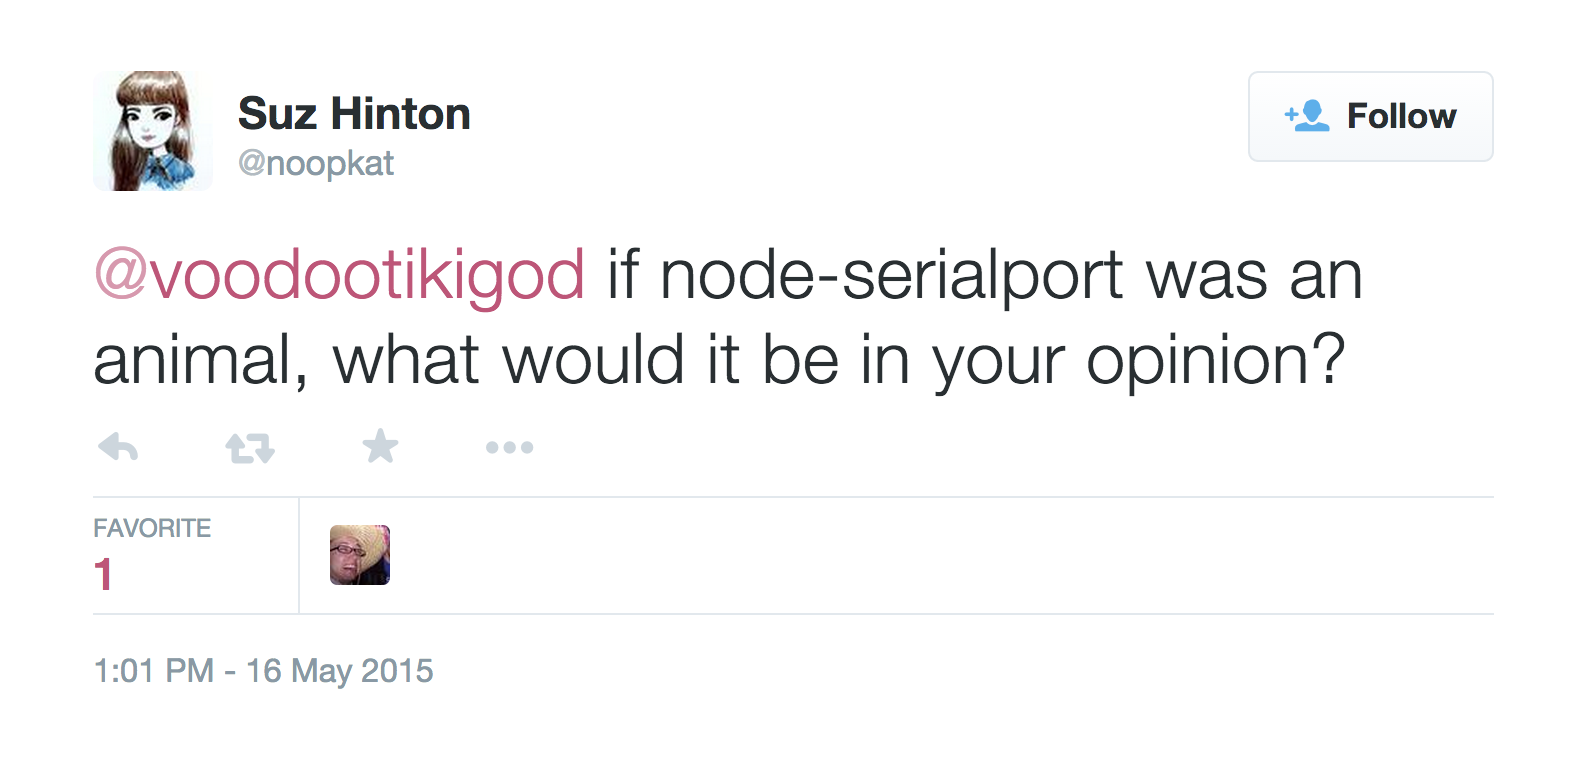 Suz Hinton
@noopkat
Follow
@voodootikigod if node-serialport was an
animal, what would it be in your opinion?
FAVORITE
1
1:01 PM - 16 May 2015